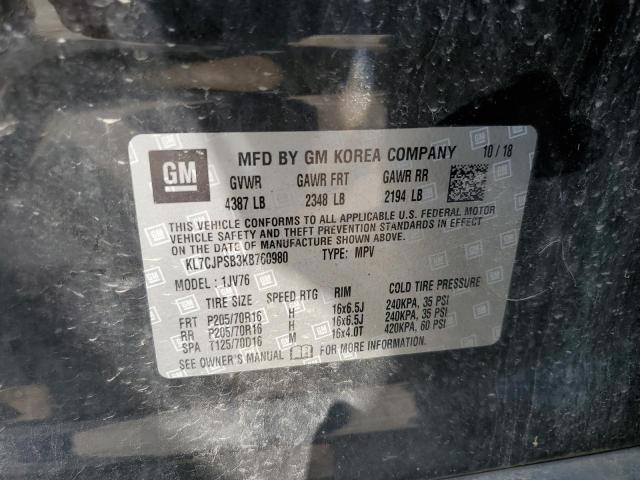 GM
MFD BY GM KOREA COMPANY 10/18
GVWR GAWR FRT GAWR RR
4387 LB 2348 LB 2194 LB
THIS VEHICLE CONFORMS TO ALL APPLICABLE U.S. FEDERAL MOTOR
VEHICLE SAFETY AND THEFT PREVENTION STANDARDS IN EFFECT
ON THE DATE OF MANUFACTURE SHOWN ABOVE.
KL7CJPSB3KB760980 TYPE: MPV
MODEL: 1JV76
TIRE SIZE SPEED RTG RIM COLD TIRE PRESSURE
FRT P205/70R16 H 16x6.5J 240KPA, 35 PSI
RR P205/70R16 H 16x6.5J 240KPA, 35 PSI
SPA T125/70D16 M 16x4.0T 420KPA, 60 PSI
SEE OWNER'S MANUAL FOR MORE INFORMATION.